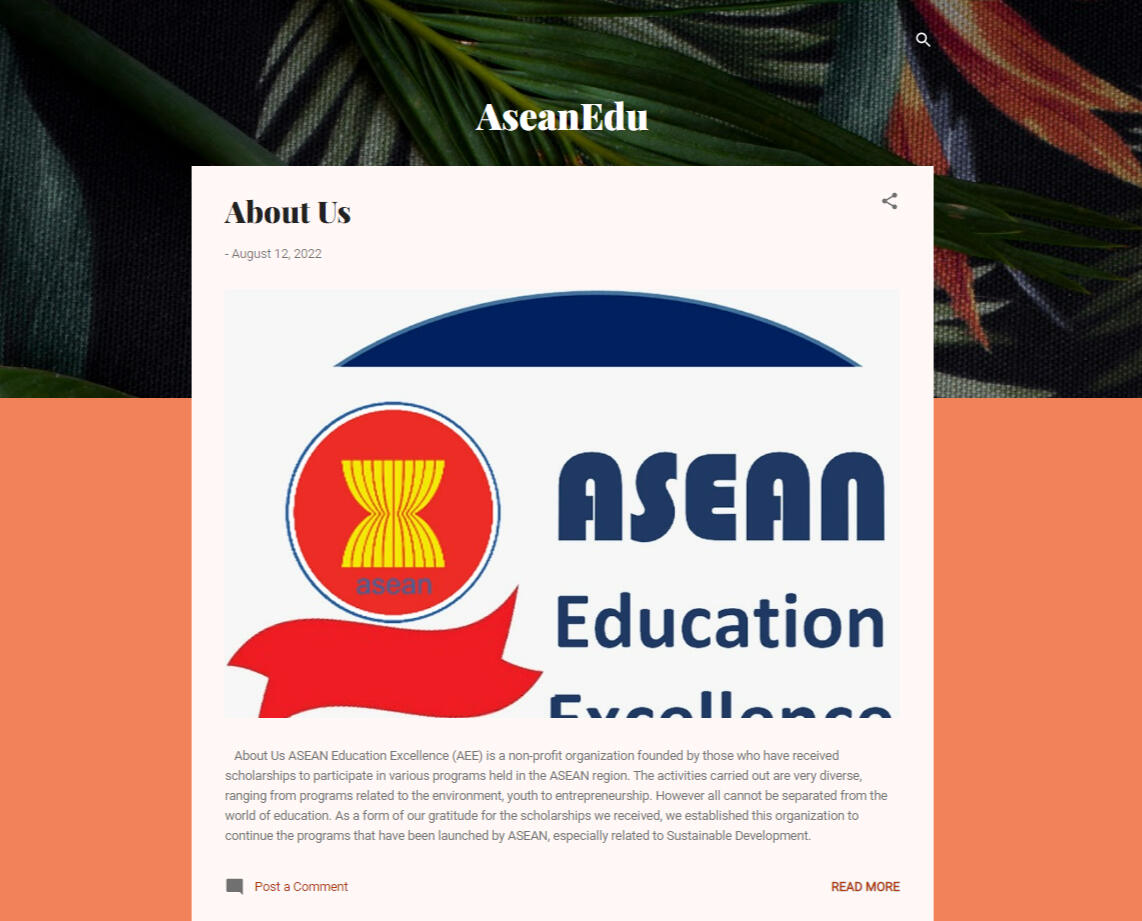 AseanEdu
About Us
- August 12, 2022
asean
ASEAN
Education
Excellence
About Us ASEAN Education Excellence (AEE) is a non-profit organization founded by those who have received
scholarships to participate in various programs held in the ASEAN region. The activities carried out are very diverse,
ranging from programs related to the environment, youth to entrepreneurship. However all cannot be separated from the
world of education. As a form of our gratitude for the scholarships we received, we established this organization to
continue the programs that have been launched by ASEAN, especially related to Sustainable Development.
Post a Comment
READ MORE